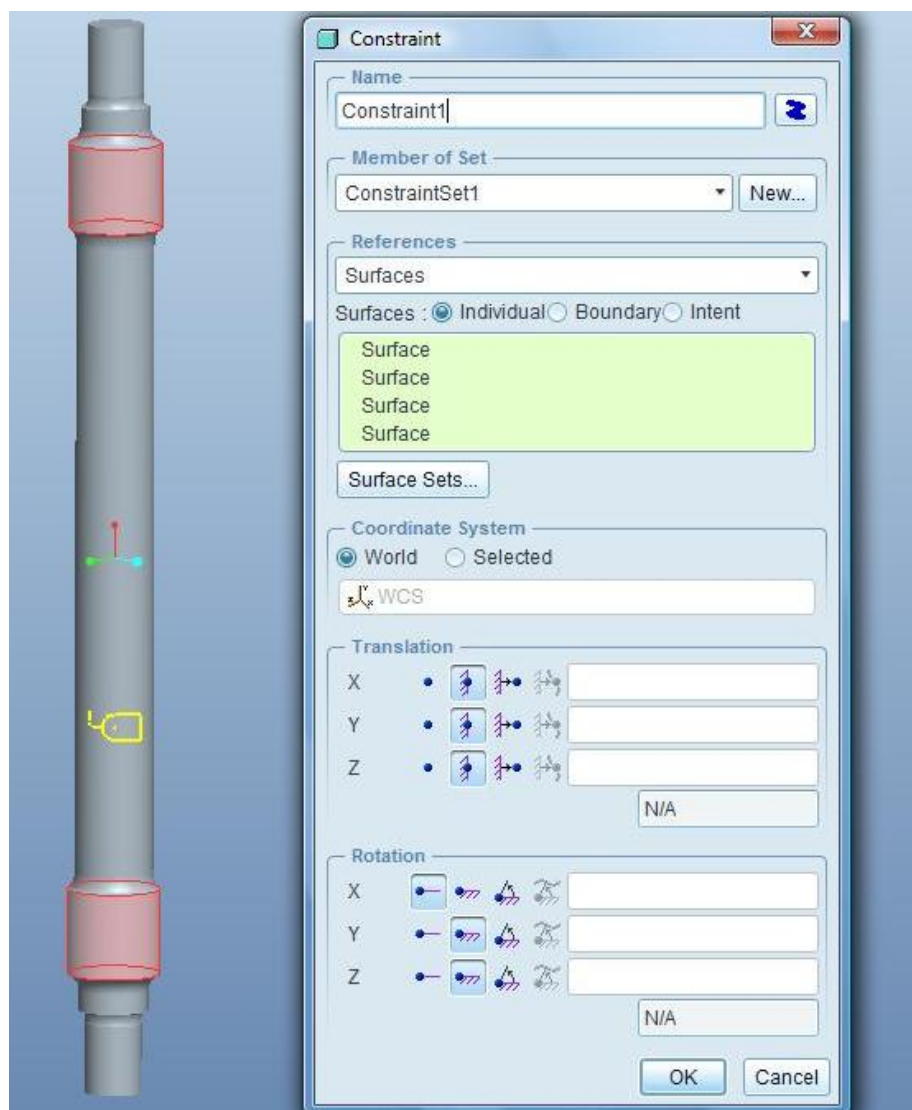 Constraint
Name
Constraint1
Member of Set
ConstraintSet1
New...
References
Surfaces
Surfaces : Individual Boundary Intent
Surface
Surface
Surface
Surface
Surface Sets...
Coordinate System
World Selected
WCS
Translation
X
Y
Z
N/A
Rotation
X
Y
Z
N/A
OK Cancel